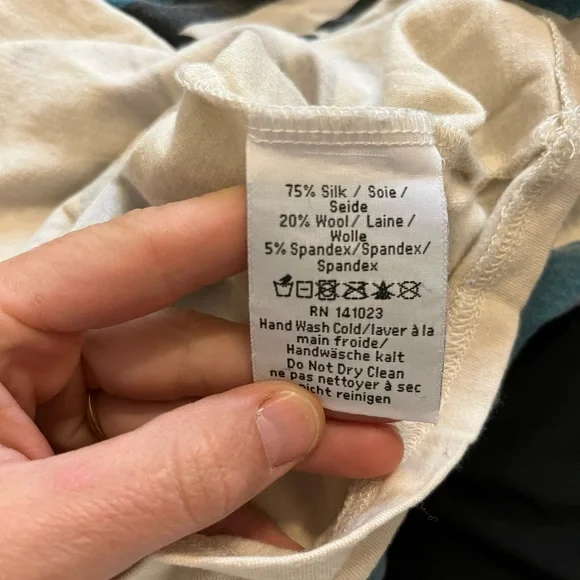 75% Silk / Soie /
Seide
20% Wool/ Laine /
Wolle
5% Spandex/Spandex/
Spandex
RN 141023
Hand Wash Cold/laver à la
main froide/
Handwäsche kalt
Do Not Dry Clean
ne pas nettoyer à sec
reinigen